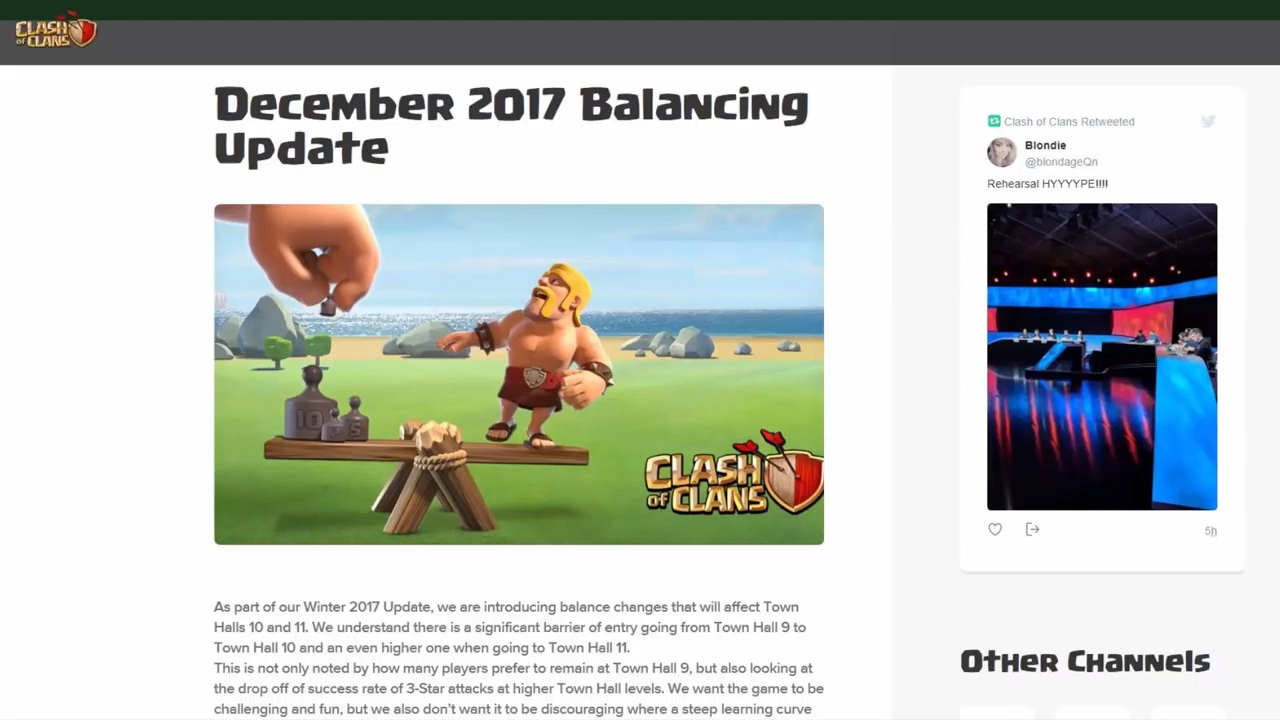 CLASH
OF CLANS
December 2017 Balancing
Update
10
5
CLASH
OF CLANS
As part of our Winter 2017 Update, we are introducing balance changes that will affect Town
Halls 10 and 11. We understand there is a significant barrier of entry going from Town Hall 9 to
Town Hall 10 and an even higher one when going to Town Hall 11.
This is not only noted by how many players prefer to remain at Town Hall 9, but also looking at
the drop off of success rate of 3-Star attacks at higher Town Hall levels. We want the game to be
challenging and fun, but we also don't want it to be discouraging where a steep learning curve
Clash of Clans Retweeted
Blondie
@blondageQn
Rehearsal HYYYYPE!!!!
5h
Other Channels